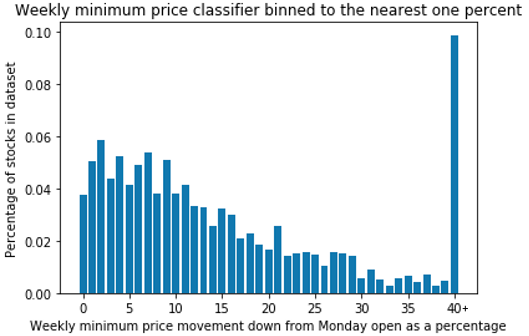 Weekly minimum price classifier binned to the nearest one percent
Percentage of stocks in dataset
0.10
0.08
0.06
0.04
0.02
0.00
0 5 10 15 20 25 30 35 40+
Weekly minimum price movement down from Monday open as a percentage